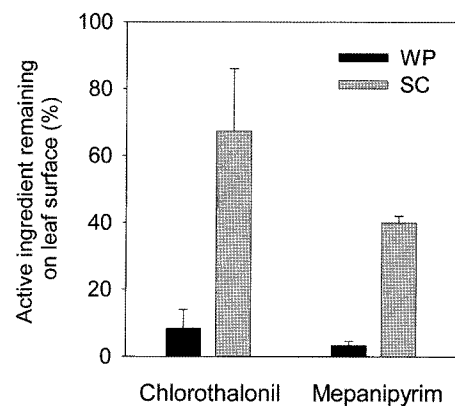 Active ingredient remaining
on leaf surface (%)
100
80
60
40
20
0
WP
SC
Chlorothalonil
Mepanipyrim